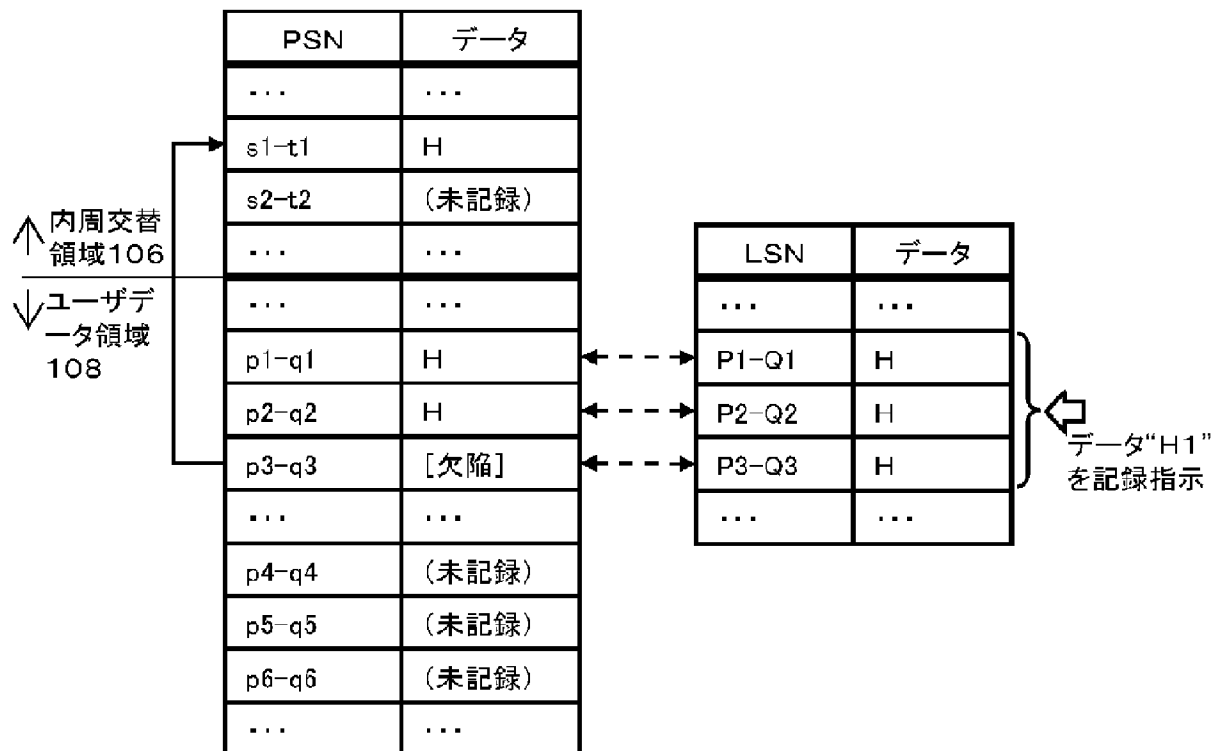 PSN データ
・・・ ・・・
s1-t1 H
s2-t2 (未記録)
・・・ ・・・
・・・ ・・・
p1-q1 H
p2-q2 H
p3-q3 [欠陥]
・・・ ・・・
p4-q4 (未記録)
p5-q5 (未記録)
p6-q6 (未記録)
・・・ ・・・
内周交替
領域106
ユーザデ
ータ領域
108
LSN データ
・・・ ・・・
P1-Q1 H
P2-Q2 H
P3-Q3 H
・・・ ・・・
データ“H1”
を記録指示